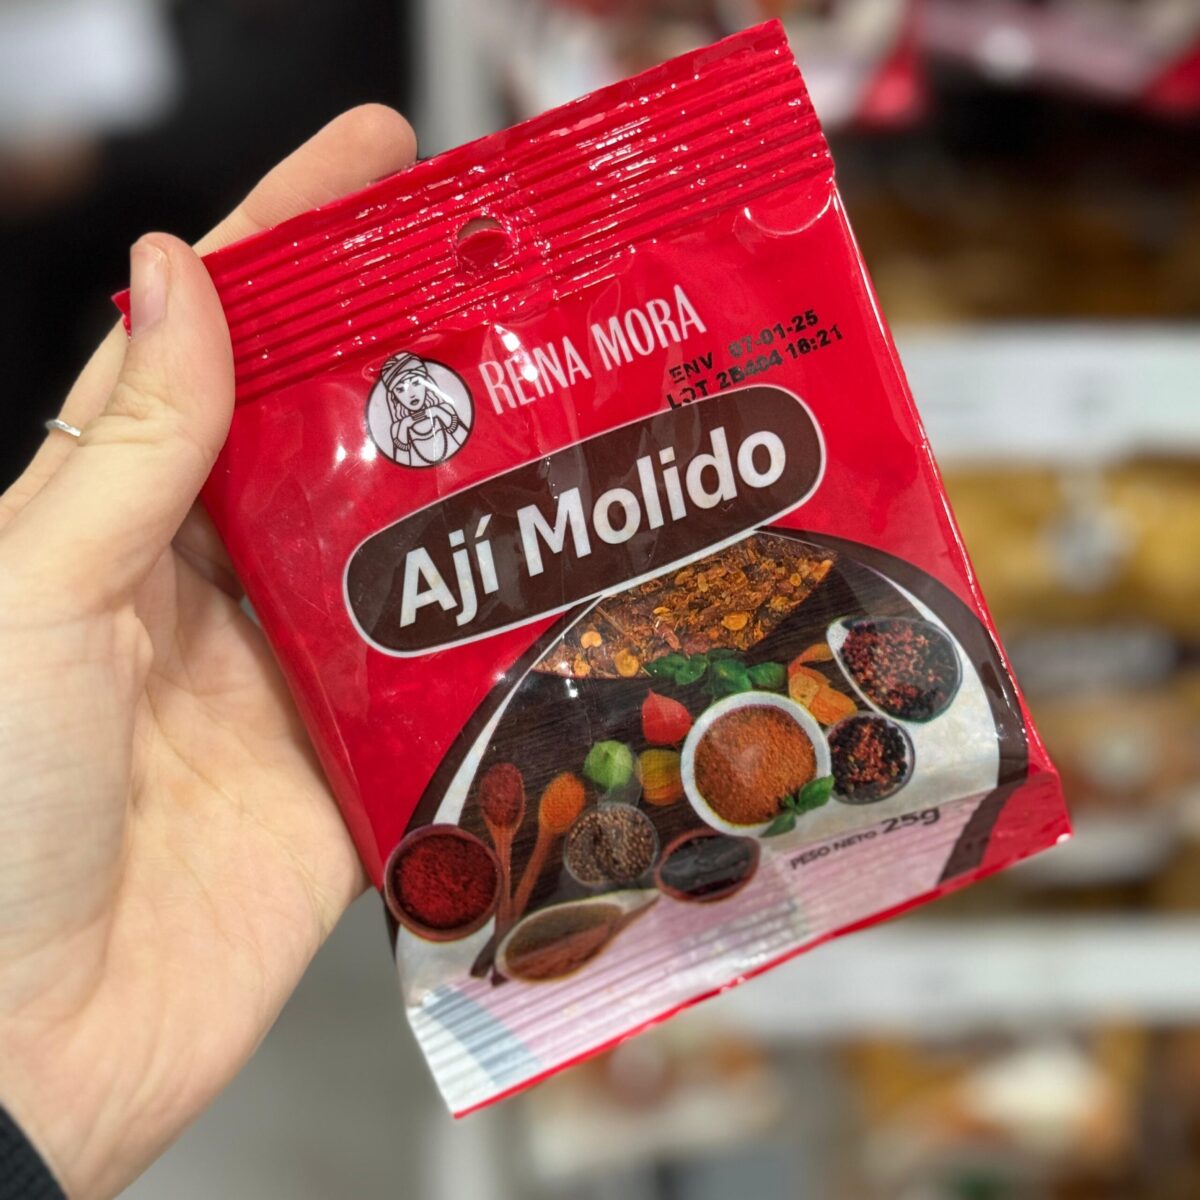 REINA MORA
ENV 07-01-25
LOT 2B404 18:21
Ají Molido
PESO NETO 25g